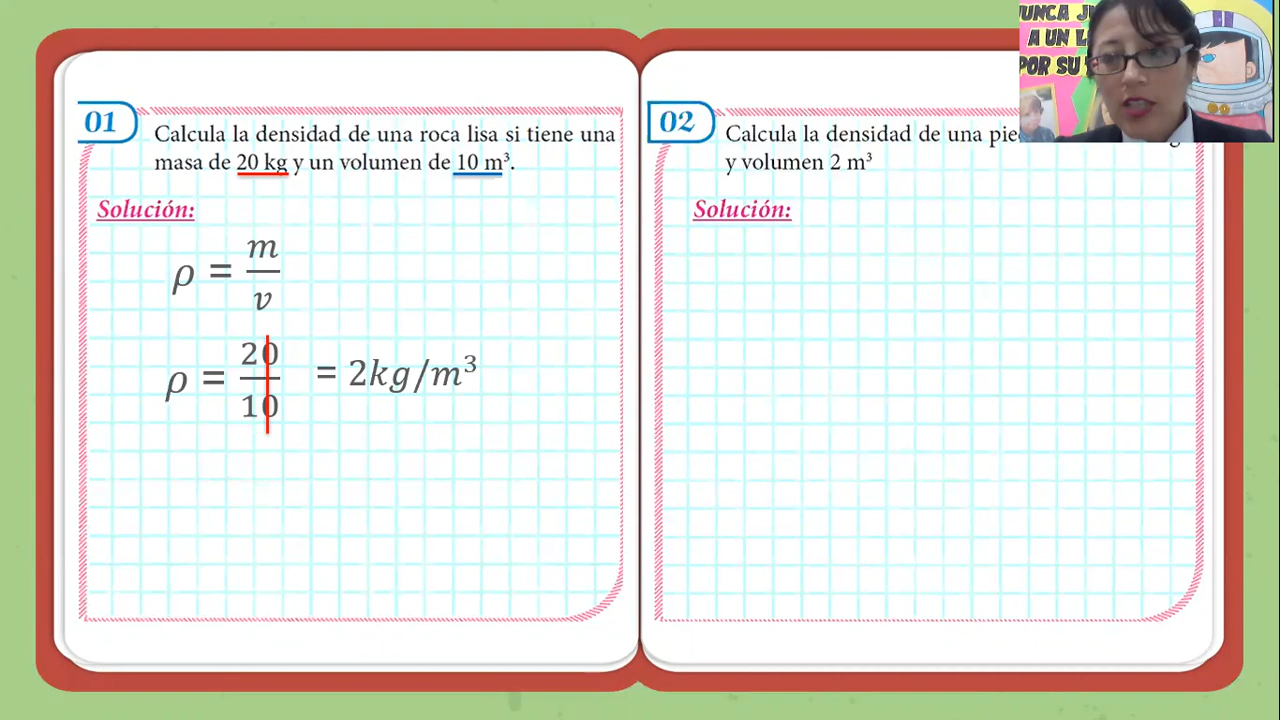 01
Calcula la densidad de una roca lisa si tiene una
masa de 20 kg y un volumen de 10 m³.
Solución:
ρ = m/v
ρ = 20/10 = 2kg/m³
02
Calcula la densidad de una
y volumen 2 m³
Solución:
NUNCA
A UN
POR SU